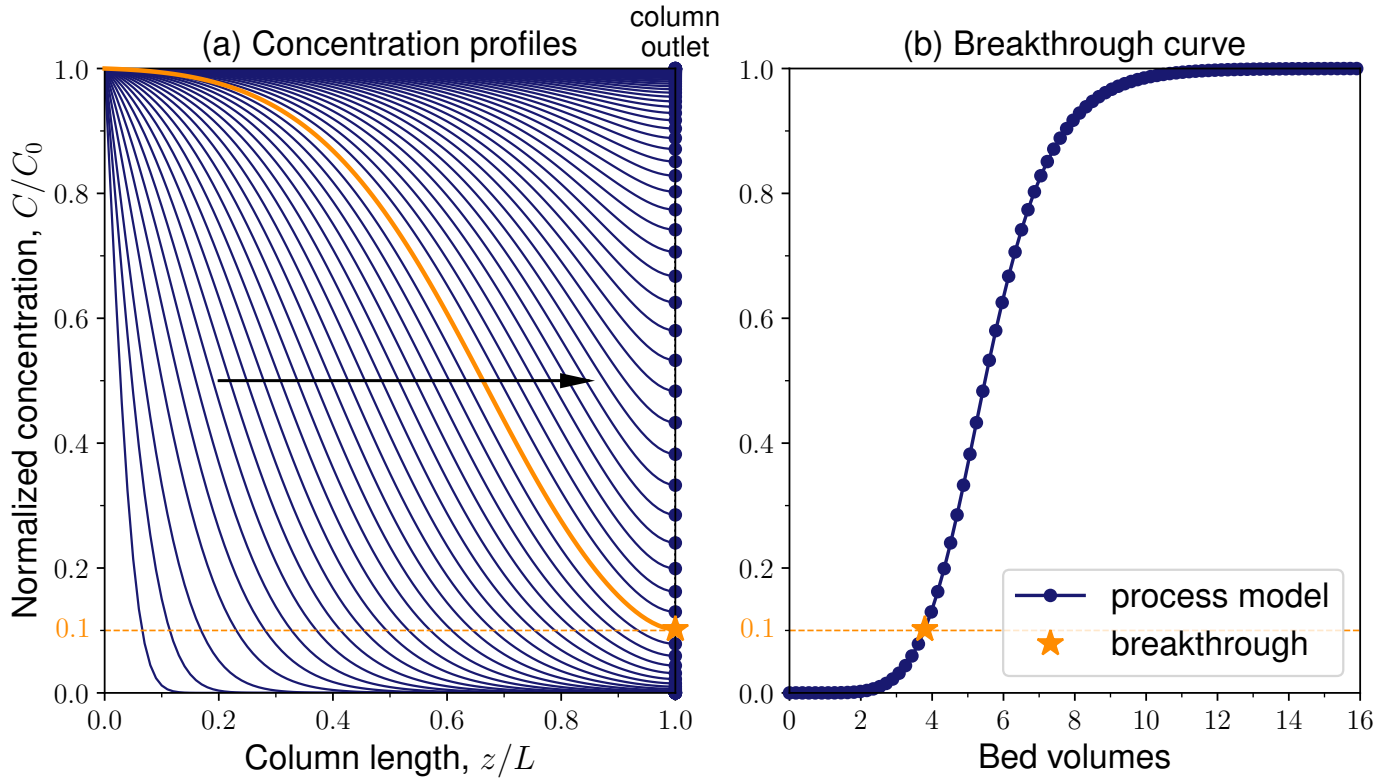 column
outlet
(a) Concentration profiles
(b) Breakthrough curve
Normalized concentration, C/C₀
1.0
0.8
0.6
0.4
0.2
0.1
0.0
0.0 0.2 0.4 0.6 0.8 1.0
Column length, z/L
1.0
0.8
0.6
0.4
0.2
0.1
0.0
process model
breakthrough
0 2 4 6 8 10 12 14 16
Bed volumes